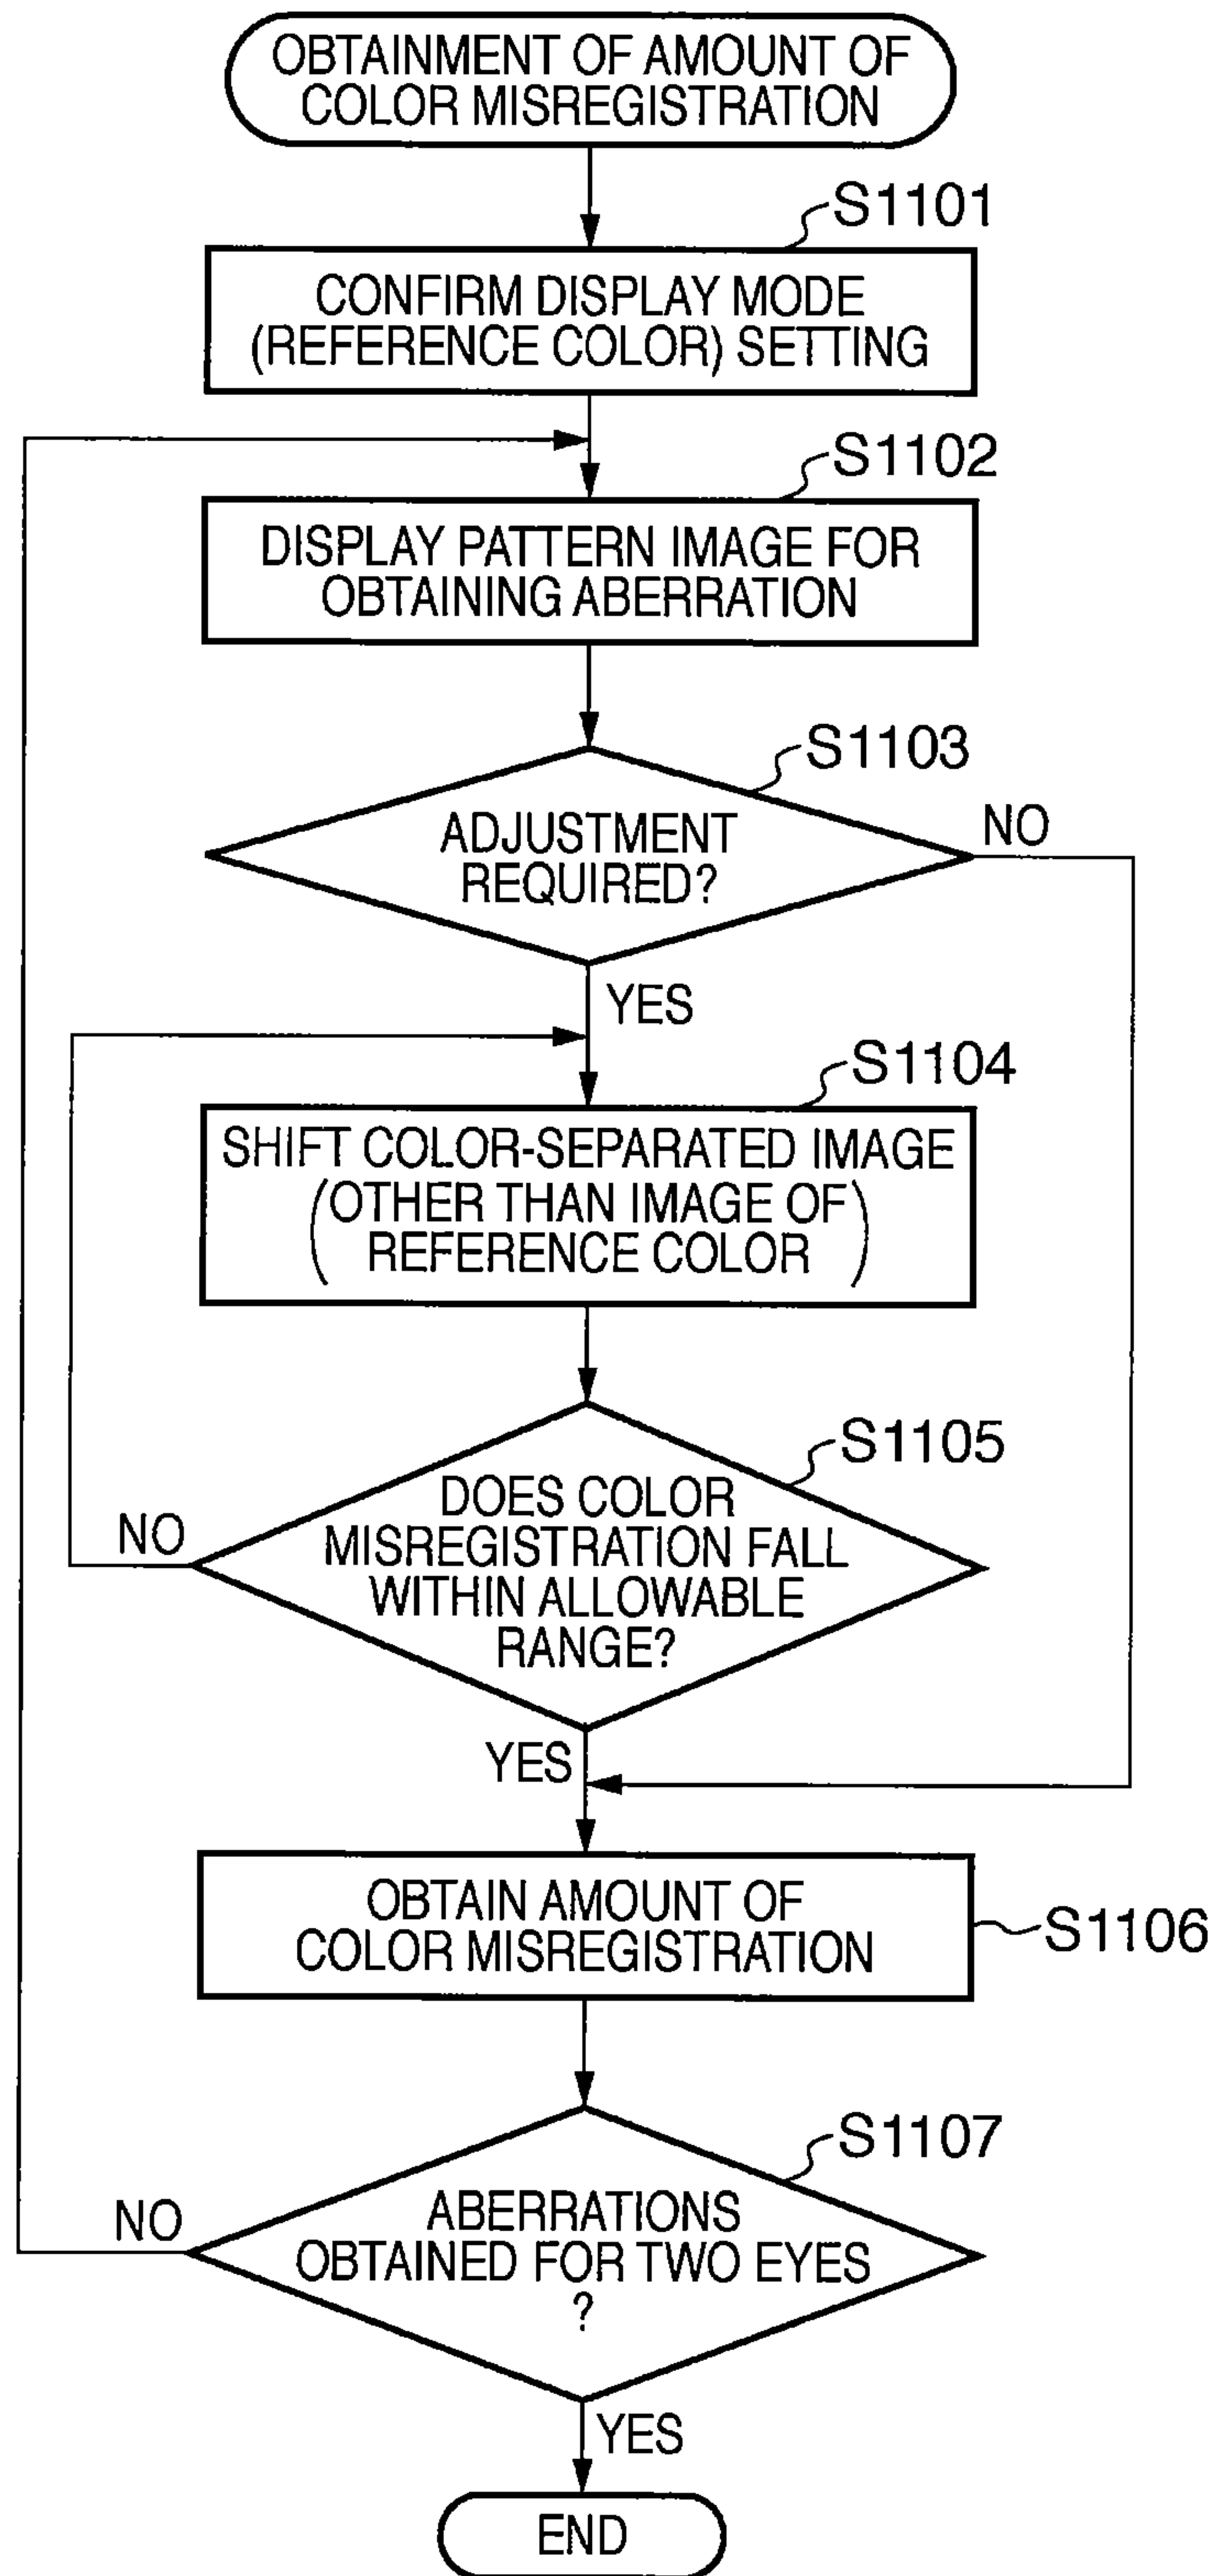 OBTAINMENT OF AMOUNT OF
COLOR MISREGISTRATION
S1101
CONFIRM DISPLAY MODE
(REFERENCE COLOR) SETTING
S1102
DISPLAY PATTERN IMAGE FOR
OBTAINING ABERRATION
S1103
ADJUSTMENT
REQUIRED?
NO
YES
S1104
SHIFT COLOR-SEPARATED IMAGE
(OTHER THAN IMAGE OF
REFERENCE COLOR)
S1105
DOES COLOR
MISREGISTRATION FALL
WITHIN ALLOWABLE
RANGE?
NO
YES
OBTAIN AMOUNT OF
COLOR MISREGISTRATION
S1106
S1107
ABERRATIONS
OBTAINED FOR TWO EYES
?
NO
YES
END